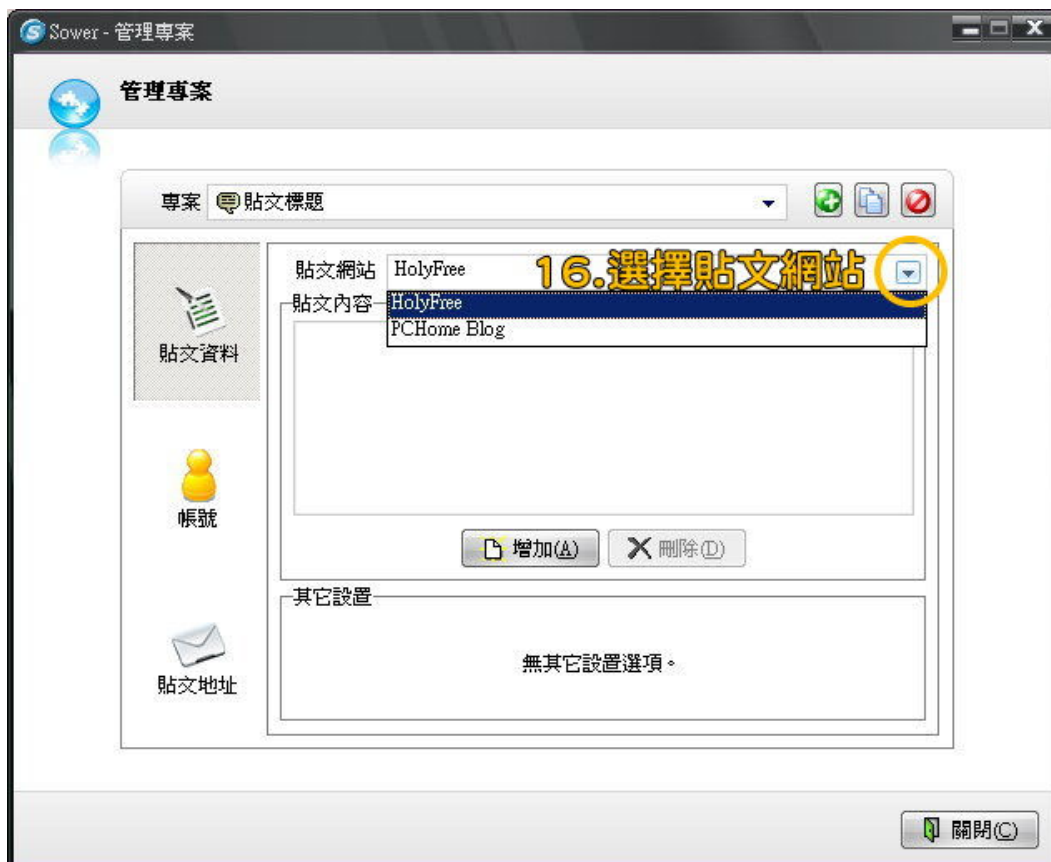 Sower - 管理專案
管理專案
專案 貼文標題
貼文網站 HolyFree
16.選擇貼文網站
貼文內容
HolyFree
PCHome Blog
貼文資料
帳號
增加(A) 刪除(D)
其它設置
無其它設置選項。
貼文地址
關閉(C)